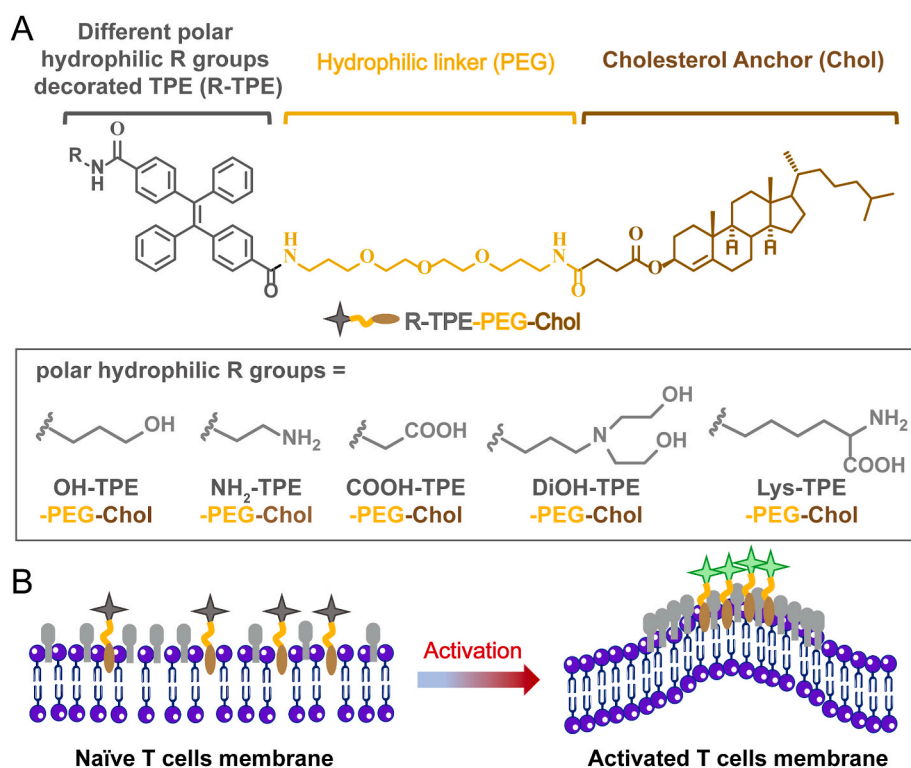 A
Different polar
hydrophilic R groups
decorated TPE (R-TPE)
Hydrophilic linker (PEG)
Cholesterol Anchor (Chol)
O
R
N
H
H
N
O
O
O
O
H
N
O
O
O
H
H
R-TPE-PEG-Chol
polar hydrophilic R groups =
OH
NH₂
COOH
N
OH
OH
NH₂
COOH
OH-TPE
-PEG-Chol
NH₂-TPE
-PEG-Chol
COOH-TPE
-PEG-Chol
DiOH-TPE
-PEG-Chol
Lys-TPE
-PEG-Chol
B
Activation
Naïve T cells membrane
Activated T cells membrane